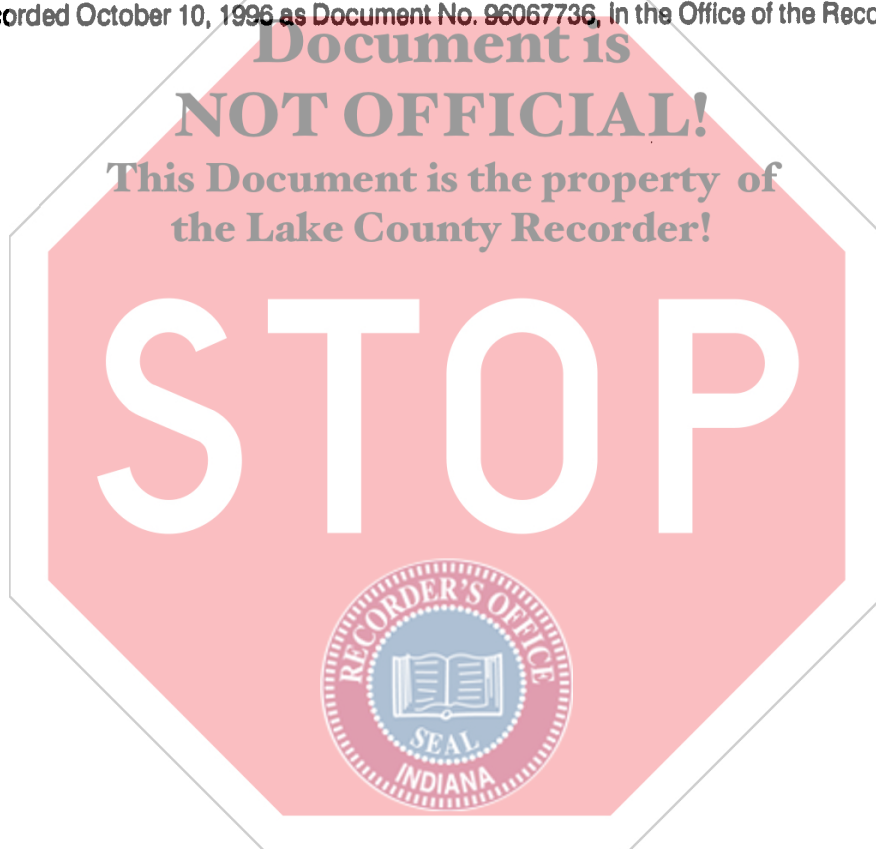 orded October 10, 1996 as Document No. 96067736, in the Office of the Reco
Document is
NOT OFFICIAL!
This Document is the property of
the Lake County Recorder!
STOP
RECORDER'S OFFICE
SEAL
INDIANA